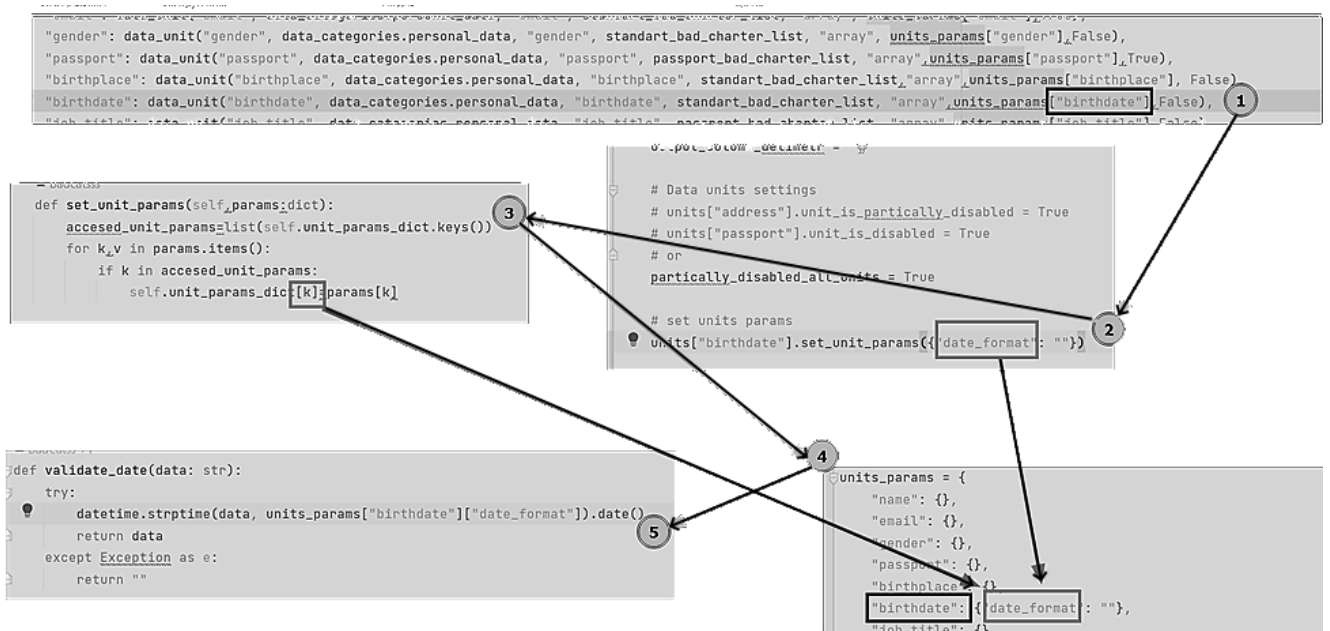 "gender": data_unit("gender", data_categories.personal_data, "gender", standart_bad_charter_list, "array", units_params["gender"],False),
"passport": data_unit("passport", data_categories.personal_data, "passport", passport_bad_charter_list, "array",units_params["passport"],True),
"birthplace": data_unit("birthplace", data_categories.personal_data, "birthplace", standart_bad_charter_list,"array",units_params["birthplace"], False)
"birthdate": data_unit("birthdate", data_categories.personal_data, "birthdate", standart_bad_charter_list, "array",units_params["birthdate"],False),
1
def set_unit_params(self,params:dict):
accesed_unit_params=list(self.unit_params_dict.keys())
for k,v in params.items():
if k in accesed_unit_params:
self.unit_params_dict[k]=params[k]
3
# Data units settings
# units["address"].unit_is_partically_disabled = True
# units["passport"].unit_is_disabled = True
# or
partically_disabled_all_units = True
# set units params
units["birthdate"].set_unit_params({"date_format": ""})
2
def validate_date(data: str):
try:
datetime.strptime(data, units_params["birthdate"]["date_format"]).date()
return data
except Exception as e:
return ""
5
4
units_params = {
"name": {},
"email": {},
"gender": {},
"passport": {},
"birthplace": {},
"birthdate": {"date_format": ""},
"job_title": {}